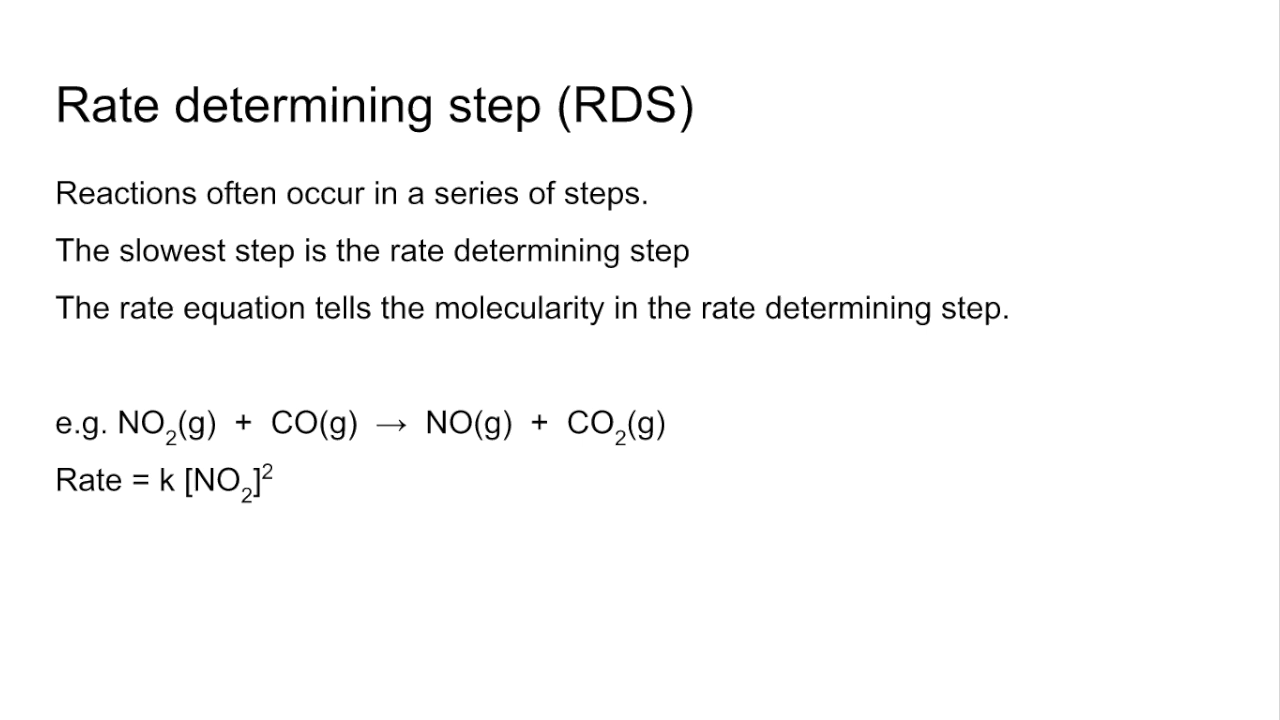 Rate determining step (RDS)
Reactions often occur in a series of steps.
The slowest step is the rate determining step
The rate equation tells the molecularity in the rate determining step.
e.g. NO₂(g) + CO(g) → NO(g) + CO₂(g)
Rate = k [NO₂]²